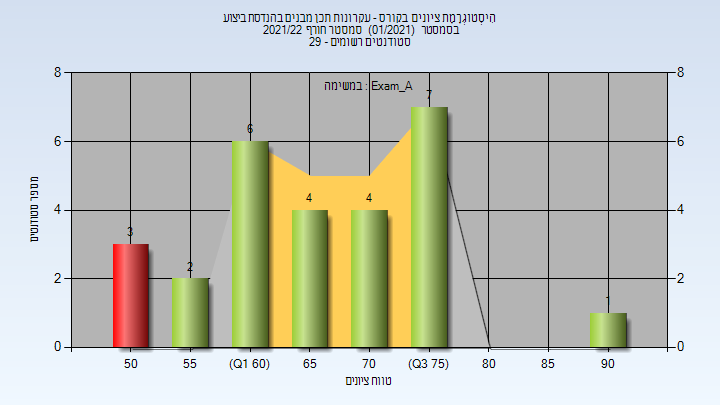 הִיסְטוֹגְרָמַת ציונים בקורס - עקרונות תכן מבנים בהנדסת ביצוע
בסמסטר (01/2021) סמסטר חורף 2021/22
סטודנטים רשומים - 29
במשימה : Exam_A
מספר סטודנטים
8 8
6 6
4 4
2 2
0 0
3 2 6 4 4 7 1
50 55 (Q1 60) 65 70 (Q3 75) 80 85 90
טווח ציונים